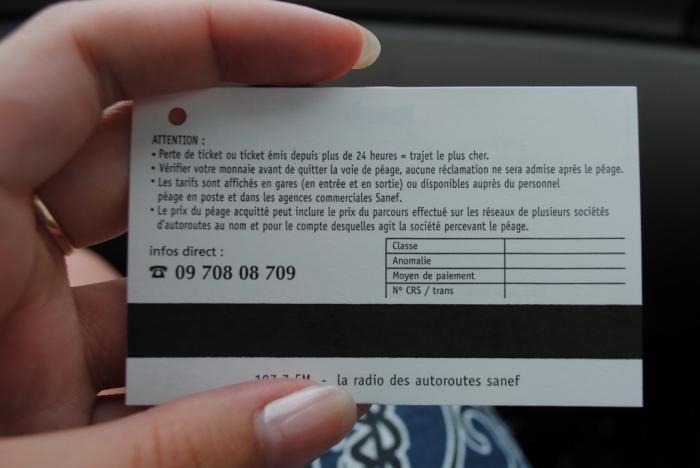 ATTENTION :
• Perte de ticket ou ticket émis depuis plus de 24 heures = trajet le plus cher.
• Vérifier votre monnaie avant de quitter la voie de péage, aucune réclamation ne sera admise après le péage.
• Les tarifs sont affichés en gares (en entrée et en sortie) ou disponibles auprès du personnel
péage en poste et dans les agences commerciales Sanef.
• Le prix du péage acquitté peut inclure le prix du parcours effectué sur les réseaux de plusieurs sociétés
d'autoroutes au nom et pour le compte desquelles agit la société percevant le péage.
infos direct :
☎ 09 708 08 709
Classe
Anomalie
Moyen de paiement
N° CRS / trans
107.7 FM - la radio des autoroutes sanef